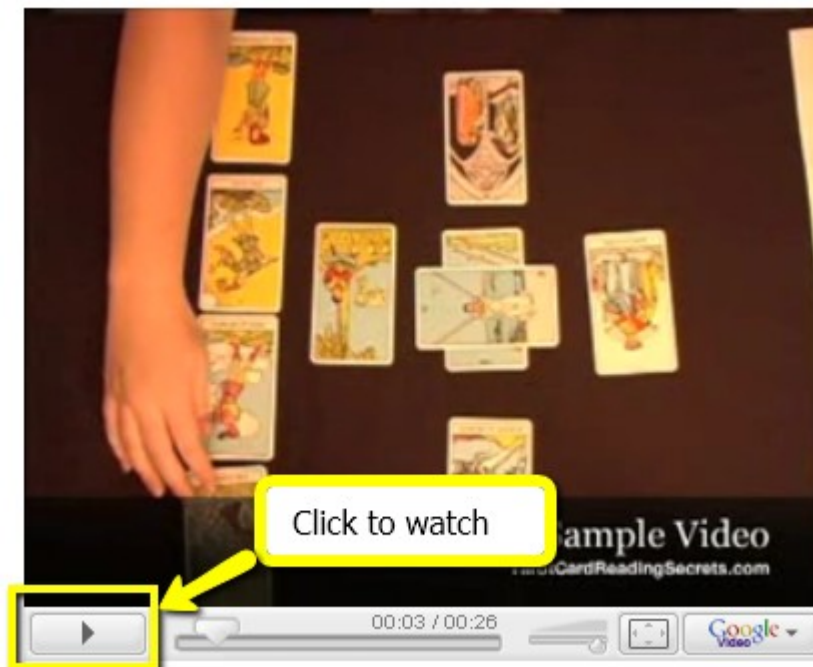 Click to watch
Sample Video
TarotCardReadingSecrets.com
00:03 / 00:26
Google
Video